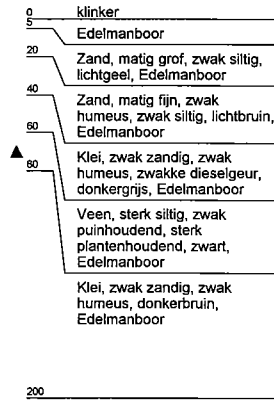 0 klinker
5 Edelmanboor
20 Zand, matig grof, zwak siltig,
lichtgeel, Edelmanboor
40 Zand, matig fijn, zwak
humeus, zwak siltig, lichtbruin,
Edelmanboor
60 Klei, zwak zandig, zwak
humeus, zwakke dieselgeur,
donkergrijs, Edelmanboor
80 Veen, sterk siltig, zwak
puinhoudend, sterk
plantenhoudend, zwart,
Edelmanboor
Klei, zwak zandig, zwak
humeus, donkerbruin,
Edelmanboor
200